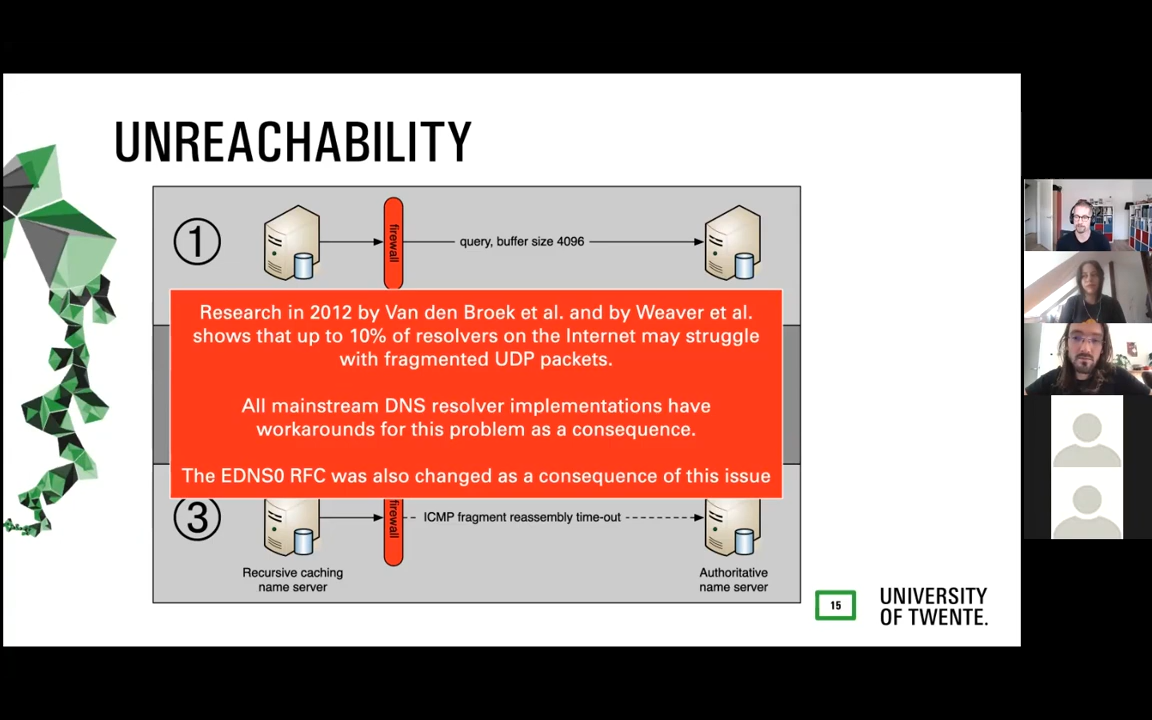 UNREACHABILITY
1
firewall
query, buffer size 4096
Research in 2012 by Van den Broek et al. and by Weaver et al.
shows that up to 10% of resolvers on the Internet may struggle
with fragmented UDP packets.
All mainstream DNS resolver implementations have
workarounds for this problem as a consequence.
The EDNS0 RFC was also changed as a consequence of this issue
3
firewall
ICMP fragment reassembly time-out
Recursive caching
name server
Authoritative
name server
15
UNIVERSITY
OF TWENTE.